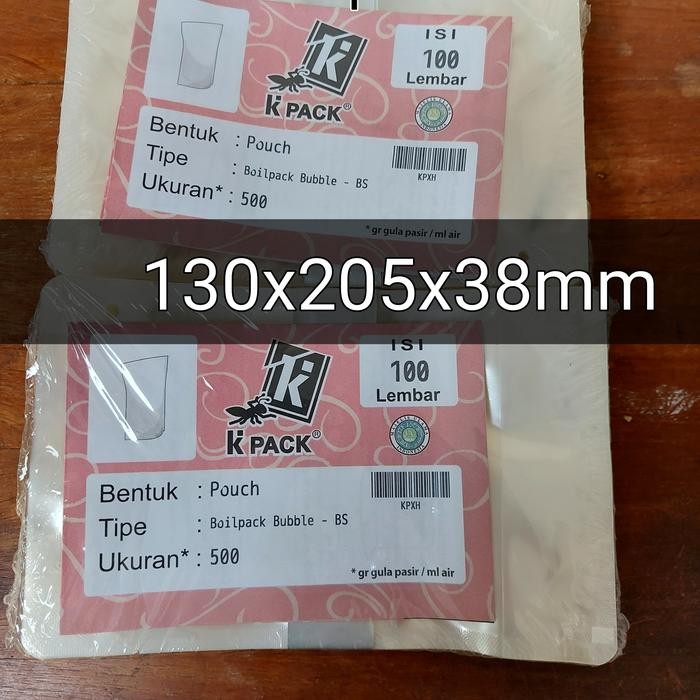 ISI
100
Lembar
K PACK®
Bentuk : Pouch
Tipe : Boilpack Bubble - BS
Ukuran* : 500
KPXH
* gr gula pasir / ml air
130x205x38mm
ISI
100
Lembar
K PACK®
Bentuk : Pouch
Tipe : Boilpack Bubble - BS
Ukuran* : 500
KPXH
* gr gula pasir / ml air